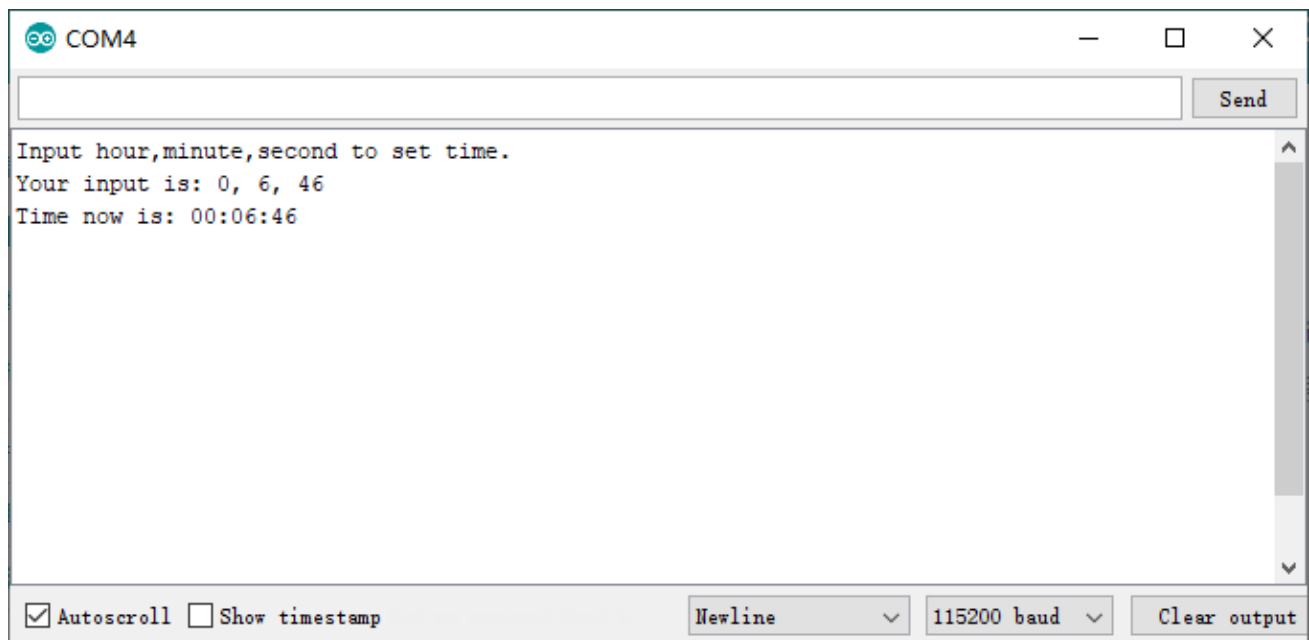 COM4
Send
Input hour,minute,second to set time.
Your input is: 0, 6, 46
Time now is: 00:06:46
Autoscroll Show timestamp Newline 115200 baud Clear output